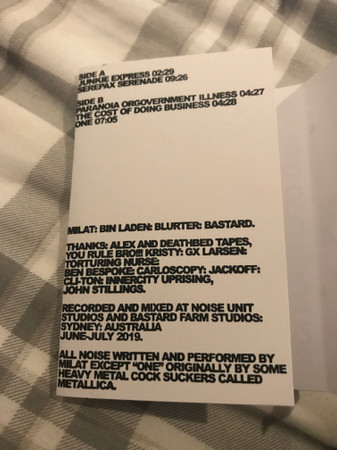 SIDE A
JUNKIE EXPRESS 02:29
SEREPAX SERENADE 09:26
SIDE B
PARANOIA ORGOVERNMENT ILLNESS 04:27
THE COST OF DOING BUSINESS 04:28
ONE 07:05
MILAT: BIN LADEN: BLURTER: BASTARD.
THANKS: ALEX AND DEATHBED TAPES,
YOU RULE BRO!!! KRISTY: GX LARSEN:
TORTURING NURSE:
BEN BESPOKE: CARLOSCOPY: JACKOFF:
CLI-TON: INNERCITY UPRISING,
JOHN STILLINGS.
RECORDED AND MIXED AT NOISE UNIT
STUDIOS AND BASTARD FARM STUDIOS:
SYDNEY: AUSTRALIA
JUNE-JULY 2019.
ALL NOISE WRITTEN AND PERFORMED BY
MILAT EXCEPT "ONE" ORIGINALLY BY SOME
HEAVY METAL COCK SUCKERS CALLED
METALLICA.